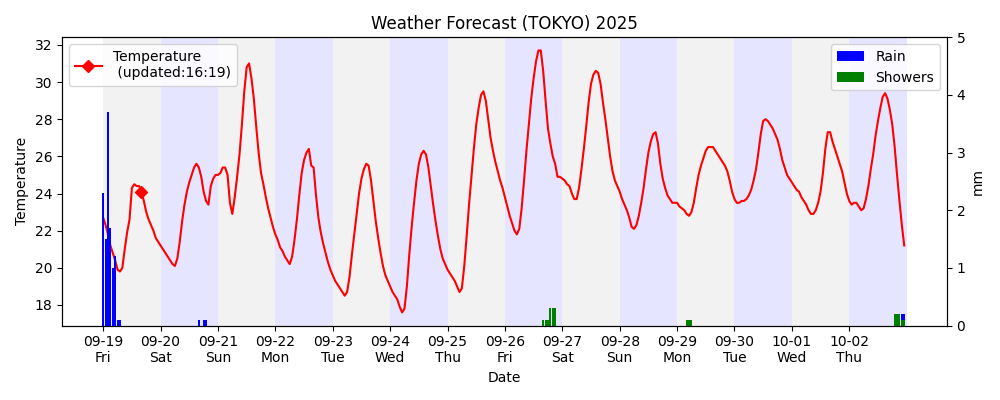 Weather Forecast (TOKYO) 2025
Temperature
(updated:16:19)
Rain
Showers
32
30
28
26
24
22
20
18
Temperature
5
4
3
2
1
0
mm
09-19 09-20 09-21 09-22 09-23 09-24 09-25 09-26 09-27 09-28 09-29 09-30 10-01 10-02
Fri Sat Sun Mon Tue Wed Thu Fri Sat Sun Mon Tue Wed Thu
Date